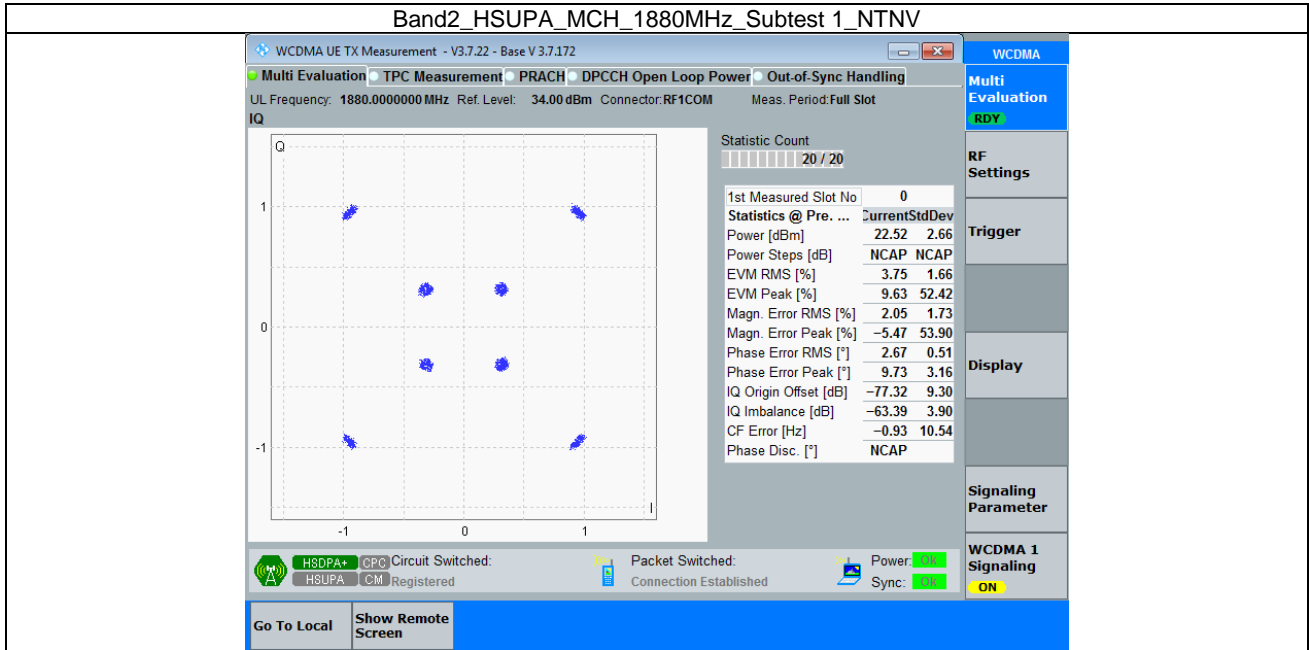 Band2_HSUPA_MCH_1880MHz_Subtest 1_NTNV
WCDMA UE TX Measurement - V3.7.22 - Base V 3.7.172
WCDMA
Multi Evaluation TPC Measurement PRACH DPCCH Open Loop Power Out-of-Sync Handling
Multi
Evaluation
RDY
UL Frequency: 1880.0000000 MHz Ref. Level: 34.00 dBm Connector:RF1COM Meas. Period:Full Slot
IQ
Q
Statistic Count
20 / 20
RF
Settings
1st Measured Slot No 0
Statistics @ Pre. ... CurrentStdDev
Power [dBm] 22.52 2.66
Power Steps [dB] NCAP NCAP
EVM RMS [%] 3.75 1.66
EVM Peak [%] 9.63 52.42
Magn. Error RMS [%] 2.05 1.73
Magn. Error Peak [%] −5.47 53.90
Phase Error RMS [°] 2.67 0.51
Phase Error Peak [°] 9.73 3.16
IQ Origin Offset [dB] −77.32 9.30
IQ Imbalance [dB] −63.39 3.90
CF Error [Hz] −0.93 10.54
Phase Disc. [°] NCAP
Trigger
Display
1
0
-1
I
-1 0 1
Signaling
Parameter
HSDPA+ CPC Circuit Switched: Packet Switched: Power: Ok
HSUPA CM Registered Connection Established Sync: Ok
WCDMA 1
Signaling
ON
Go To Local
Show Remote
Screen